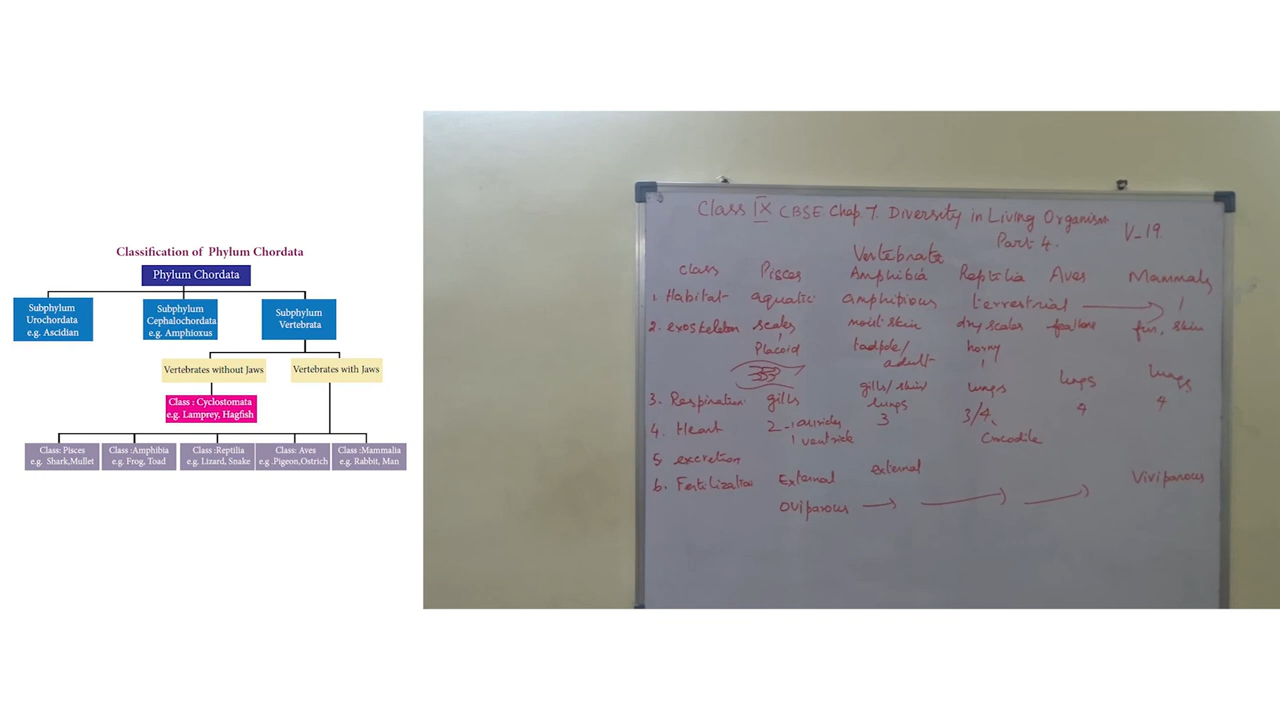 Classification of Phylum Chordata
Phylum Chordata
Subphylum
Urochordata
e.g. Ascidian
Subphylum
Cephalochordata
e.g. Amphioxus
Subphylum
Vertebrata
Vertebrates without Jaws
Vertebrates with Jaws
Class : Cyclostomata
e.g. Lamprey, Hagfish
Class: Pisces
e.g. Shark,Mullet
Class :Amphibia
e.g. Frog, Toad
Class :Reptilia
e.g. Lizard, Snake
Class: Aves
e.g .Pigeon,Ostrich
Class :Mammalia
e.g. Rabbit, Man
Class IX CBSE Chap. 7. Diversity in Living Organism
Part 4. V-19
Vertebrate
Class Pisces Amphibia Reptilia Aves Mammals
1. Habitat aquatic terrestrial
2. exoskeleton scales moist skin dry scales feathers fur, skin
Placoid tadpole/ horny
adult
3. Respiration gills gills/skin/ lungs lungs lungs
lungs
4. Heart 2 - 1 auricles 3 3/4 4 4
1 ventricle Crocodile
5. excretion
6. Fertilization External external Viviparous
Oviparous